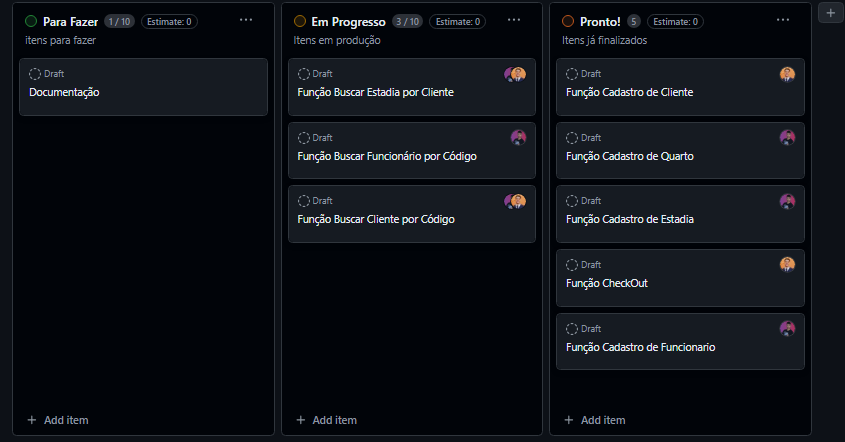 Para Fazer 1 / 10 Estimate: 0 ...
itens para fazer
Draft
Documentação
+ Add item
Em Progresso 3 / 10 Estimate: 0 ...
Itens em produção
Draft
Função Buscar Estadia por Cliente
Draft
Função Buscar Funcionário por Código
Draft
Função Buscar Cliente por Código
+ Add item
Pronto! 5 Estimate: 0 ...
Itens já finalizados
Draft
Função Cadastro de Cliente
Draft
Função Cadastro de Quarto
Draft
Função Cadastro de Estadia
Draft
Função CheckOut
Draft
Função Cadastro de Funcionario
+ Add item
+